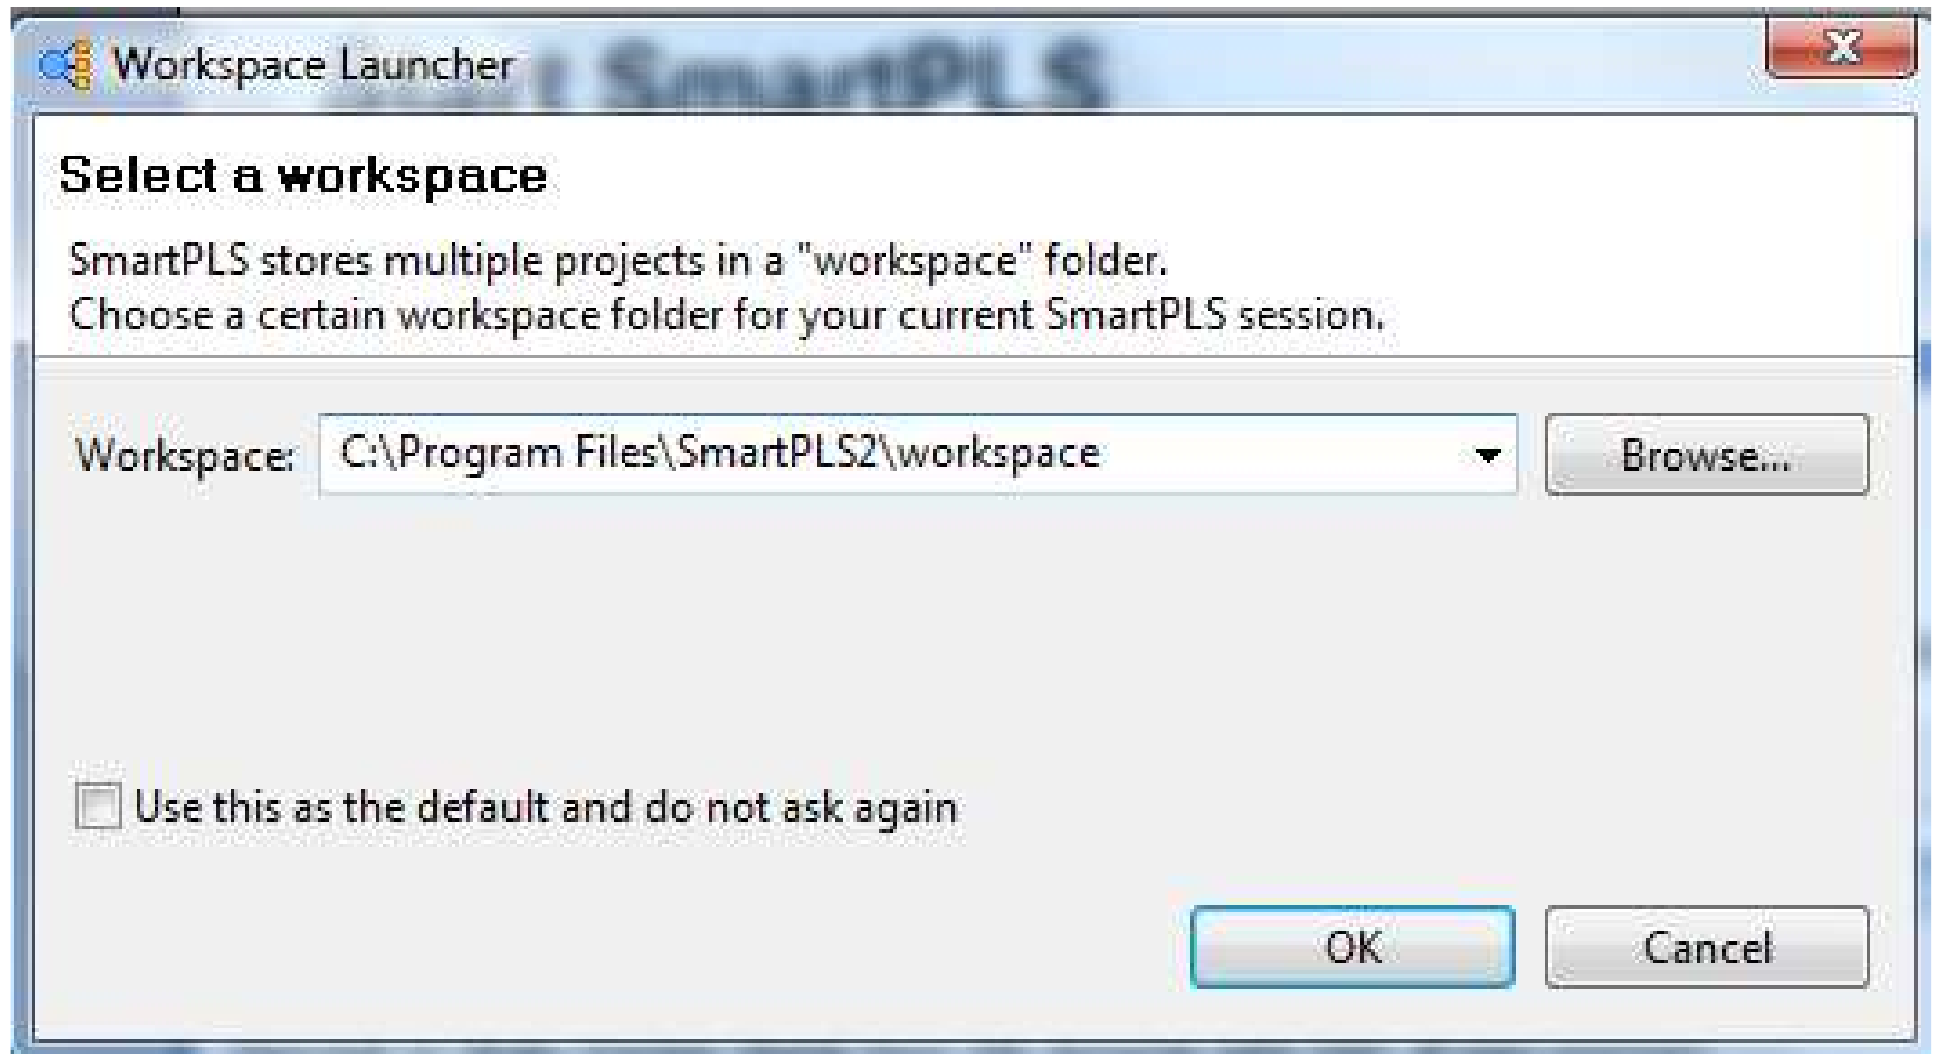 Workspace Launcher
SmartPLS
Select a workspace
SmartPLS stores multiple projects in a "workspace" folder.
Choose a certain workspace folder for your current SmartPLS session.
Workspace: C:\Program Files\SmartPLS2\workspace Browse...
Use this as the default and do not ask again
OK Cancel